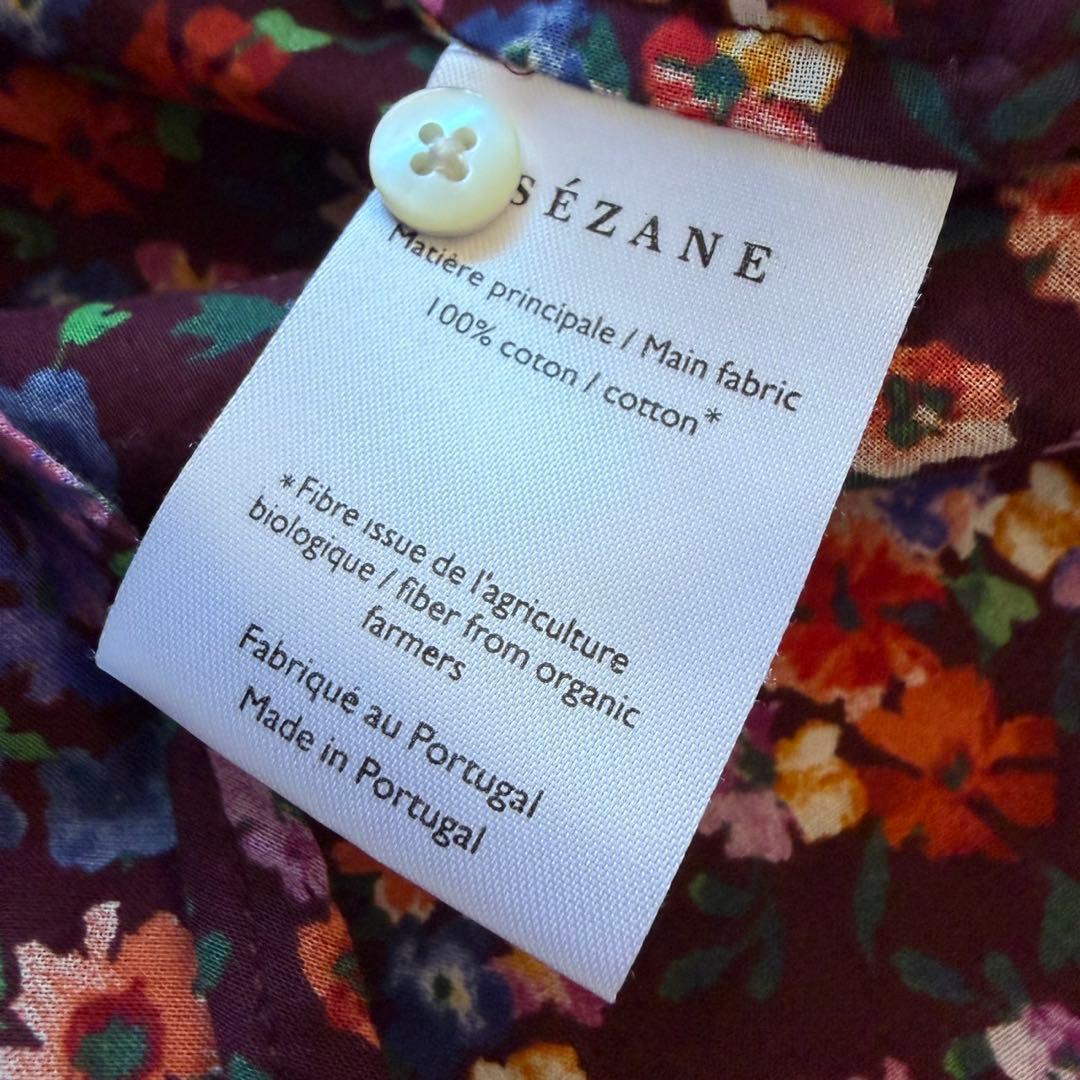 SÉZANE
Matière principale / Main fabric
100% coton / cotton*
*Fibre issue de l'agriculture
biologique / fiber from organic
farmers
Fabriqué au Portugal
Made in Portugal